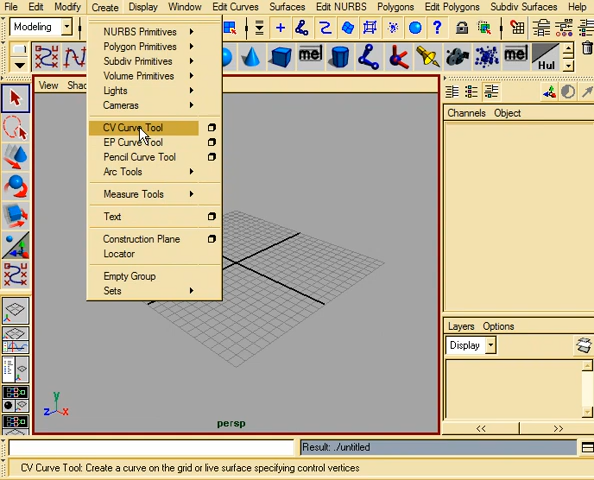 File Edit Modify Create Display Window Edit Curves Surfaces Edit NURBS Polygons Edit Polygons Subdiv Surfaces Help
Modeling
mel mel Hul
View Shad
NURBS Primitives
Polygon Primitives
Subdiv Primitives
Volume Primitives
Lights
Cameras
CV Curve Tool
EP Curve Tool
Pencil Curve Tool
Arc Tools
Measure Tools
Text
Construction Plane
Locator
Empty Group
Sets
Channels Object
Layers Options
Display
<< >>
y
z x
persp
Result: ../untitled
CV Curve Tool: Create a curve on the grid or live surface specifying control vertices